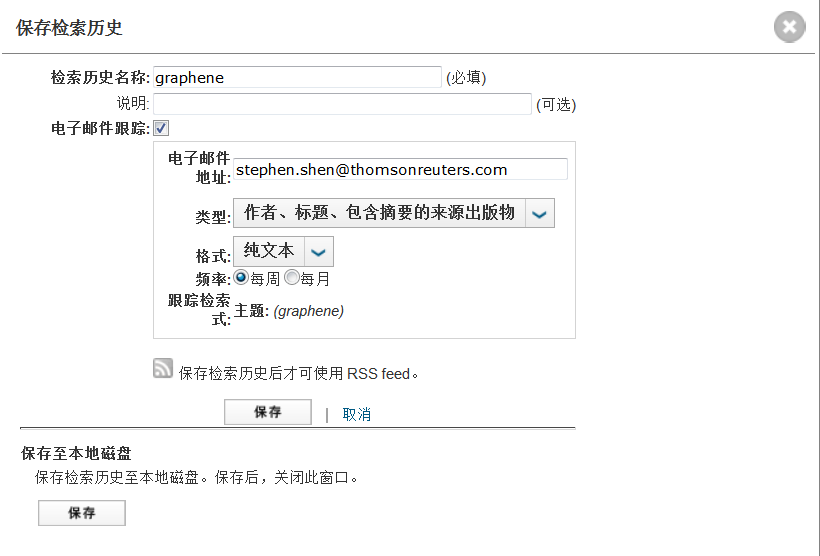 保存检索历史
检索历史名称: graphene (必填)
说明: (可选)
电子邮件跟踪:
电子邮件
地址: stephen.shen@thomsonreuters.com
类型: 作者、标题、包含摘要的来源出版物
格式: 纯文本
频率: 每周 每月
跟踪检索
式: 主题: (graphene)
保存检索历史后才可使用 RSS feed。
保存 | 取消
保存至本地磁盘
保存检索历史至本地磁盘。保存后，关闭此窗口。
保存